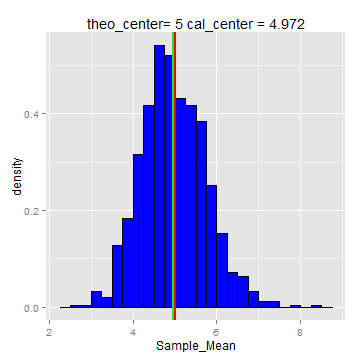 theo_center= 5 cal_center = 4.972
density
0.4
0.2
0.0
2 4 6 8
Sample_Mean